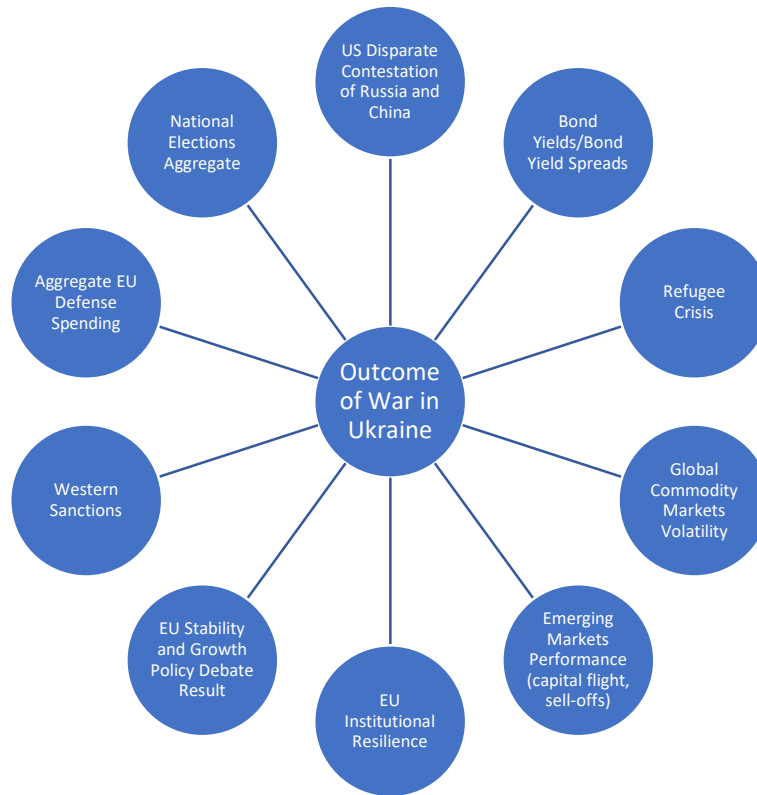 US Disparate
Contestation
of Russia and
China
Bond
Yields/Bond
Yield Spreads
Refugee
Crisis
Global
Commodity
Markets
Volatility
Emerging
Markets
Performance
(capital flight,
sell-offs)
EU
Institutional
Resilience
EU Stability
and Growth
Policy Debate
Result
Western
Sanctions
Aggregate EU
Defense
Spending
National
Elections
Aggregate
Outcome
of War in
Ukraine